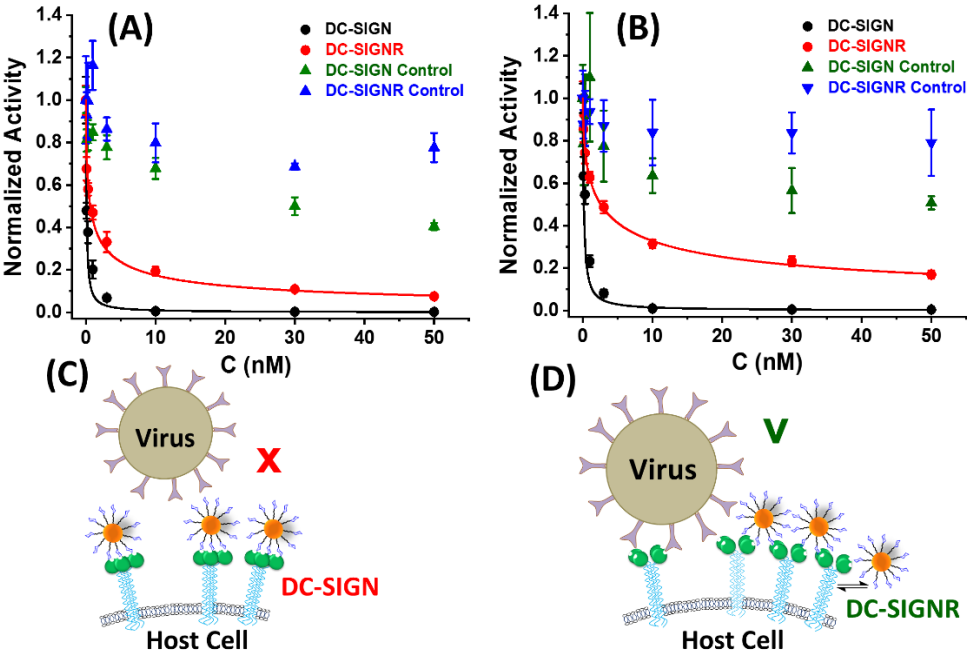 (A)
DC-SIGN
DC-SIGNR
DC-SIGN Control
DC-SIGNR Control
Normalized Activity
1.4
1.2
1.0
0.8
0.6
0.4
0.2
0.0
0 10 20 30 40 50
C (nM)
(B)
DC-SIGN
DC-SIGNR
DC-SIGN Control
DC-SIGNR Control
Normalized Activity
1.4
1.2
1.0
0.8
0.6
0.4
0.2
0.0
0 10 20 30 40 50
C (nM)
(C)
Virus
X
DC-SIGN
Host Cell
(D)
Virus
V
DC-SIGNR
Host Cell